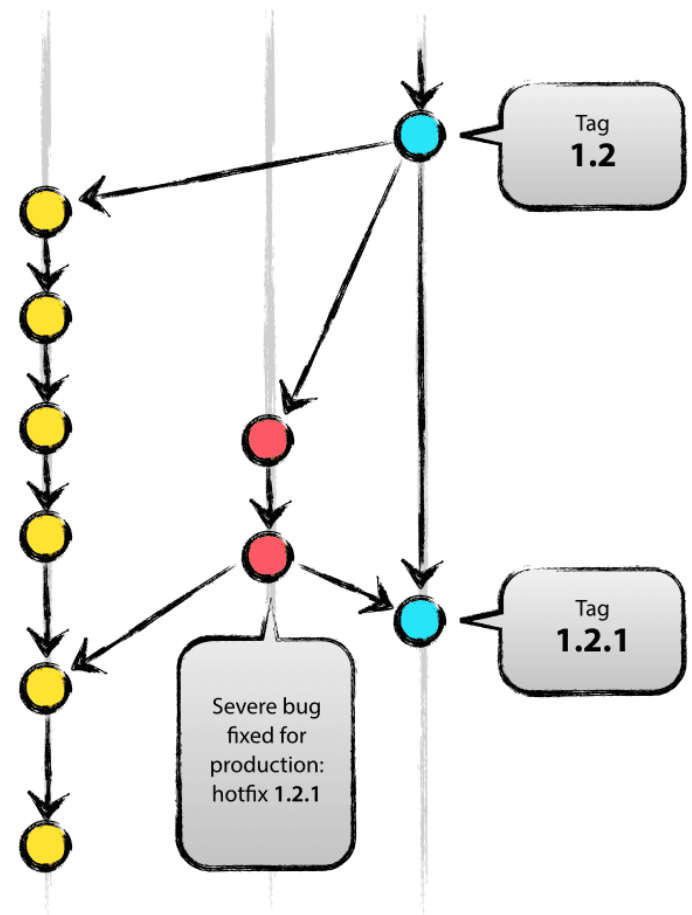 Tag
1.2
Tag
1.2.1
Severe bug
fixed for
production:
hotfix 1.2.1